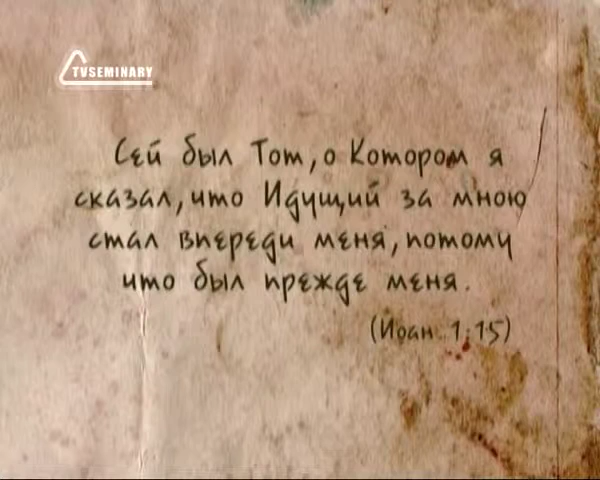 TVSEMINARY
Сей был Тот, о Котором я
сказал, что Идущий за мною
стал впереди меня, потому
что был прежде меня.
(Иоан. 1:15)